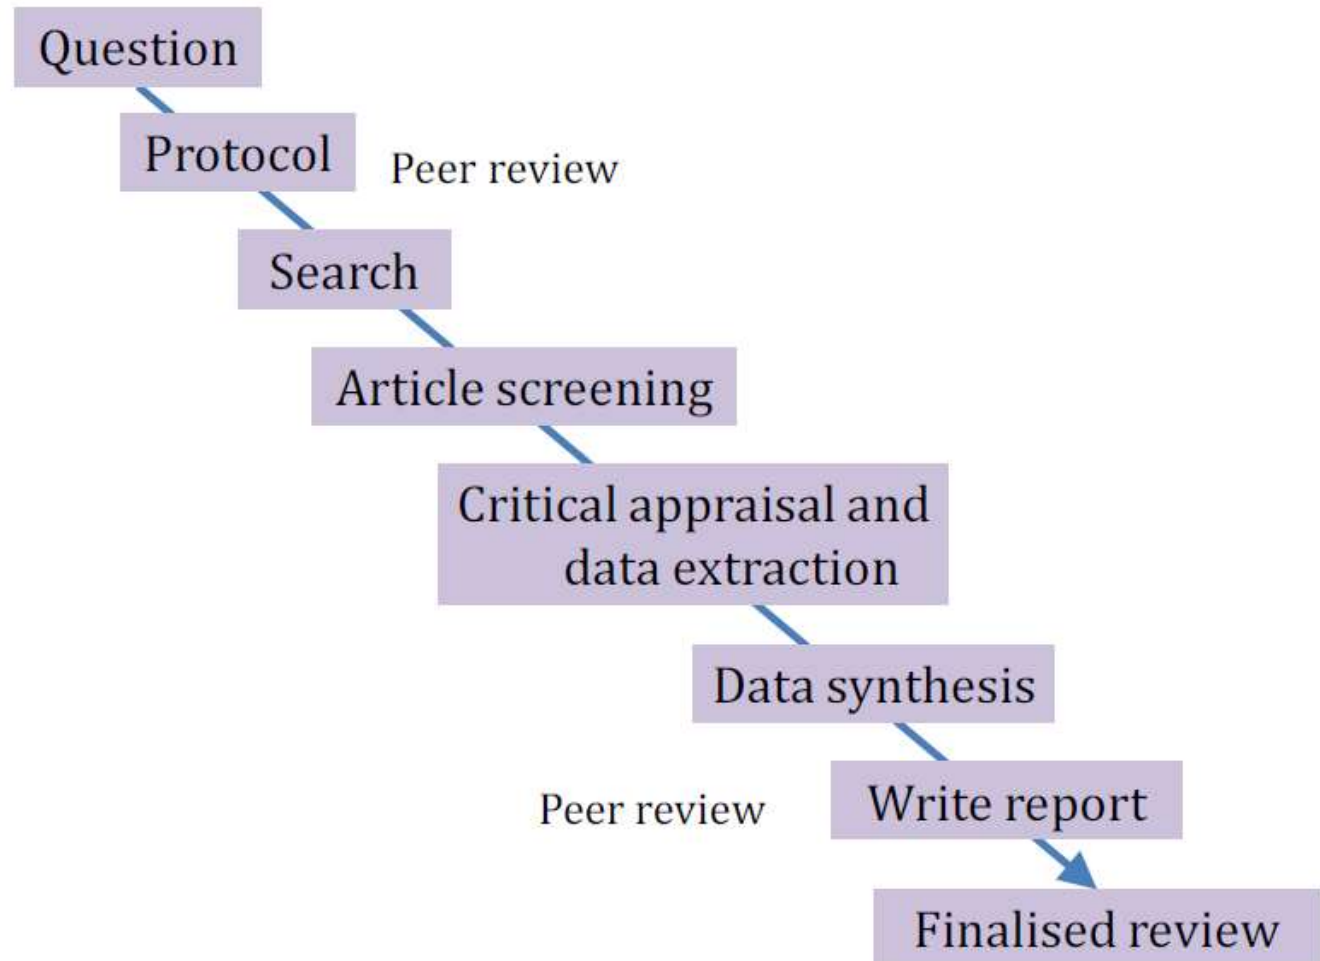 Question
Protocol
Peer review
Search
Article screening
Critical appraisal and
data extraction
Data synthesis
Peer review
Write report
Finalised review